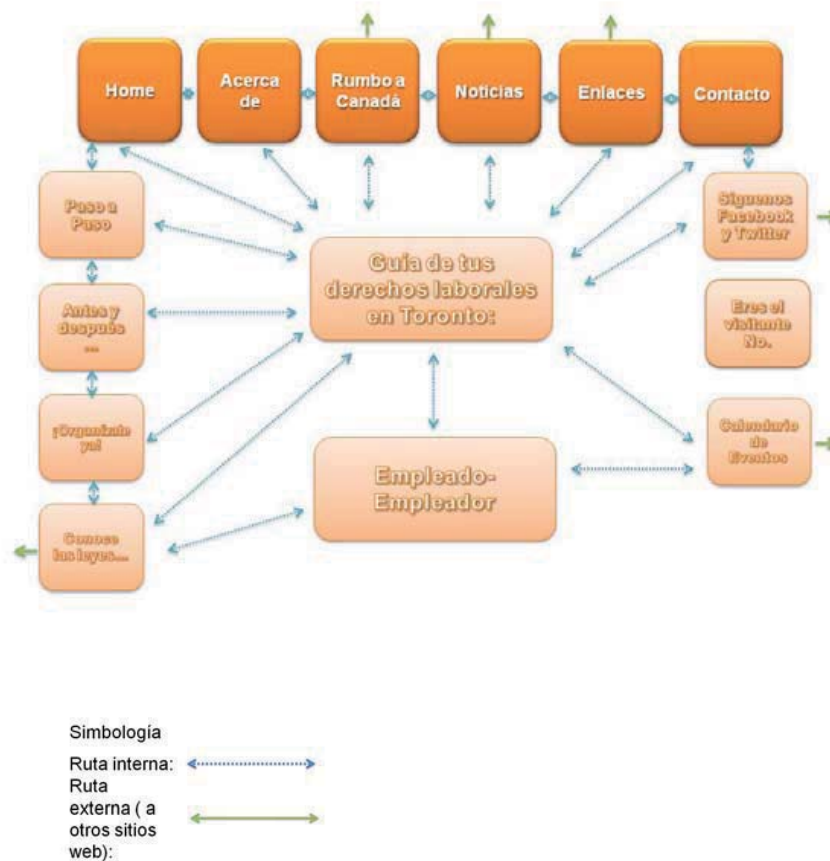 Home
Acerca
de
Rumbo a
Canadá
Noticias
Enlaces
Contacto
Paso a
Paso
Antes y
después
...
¡Organízate
ya!
Conoce
las leyes....
Guía de tus
derechos laborales
en Toronto:
Empleado-
Empleador
Síguenos
Facebook
y Twitter
Eres el
visitante
No.
Calendario
de
Eventos
Simbología
Ruta interna:
Ruta
externa ( a
otros sitios
web):